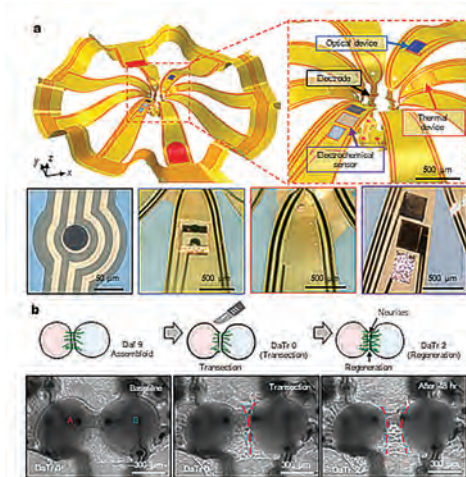 a
Optical device
Electrode
Thermal
device
Electrochemical
sensor
500 µm
y z
x
50 µm
500 µm
500 µm
500 µm
b
Neurites
DaF 9
Assembloid
DaTr 0
(Transection)
DaTr 2
(Regeneration)
Transection
Regeneration
Baseline
Transection
After 48 hr
A
B
300 µm
300 µm
300 µm